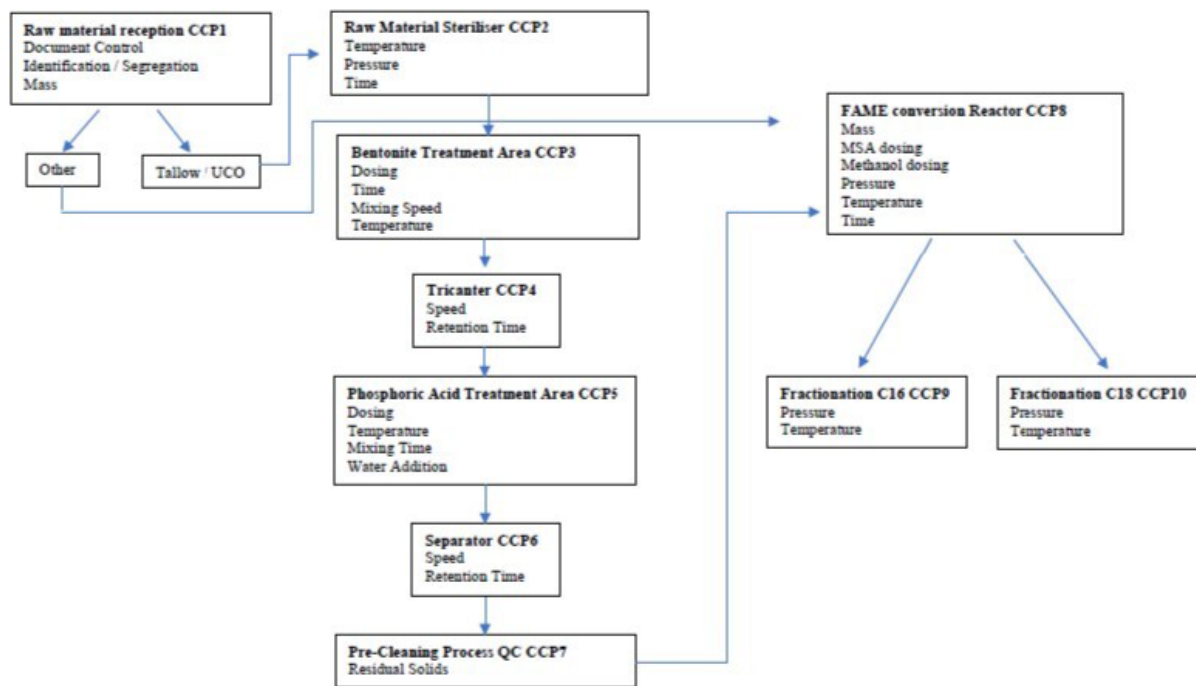 Raw material reception CCP1
Document Control
Identification / Segregation
Mass
Other
Tallow / UCO
Raw Material Steriliser CCP2
Temperature
Pressure
Time
Bentonite Treatment Area CCP3
Dosing
Time
Mixing Speed
Temperature
Tricanter CCP4
Speed
Retention Time
Phosphoric Acid Treatment Area CCP5
Dosing
Temperature
Mixing Time
Water Addition
Separator CCP6
Speed
Retention Time
Pre-Cleaning Process QC CCP7
Residual Solids
FAME conversion Reactor CCP8
Mass
MSA dosing
Methanol dosing
Pressure
Temperature
Time
Fractionation C16 CCP9
Pressure
Temperature
Fractionation C18 CCP10
Pressure
Temperature